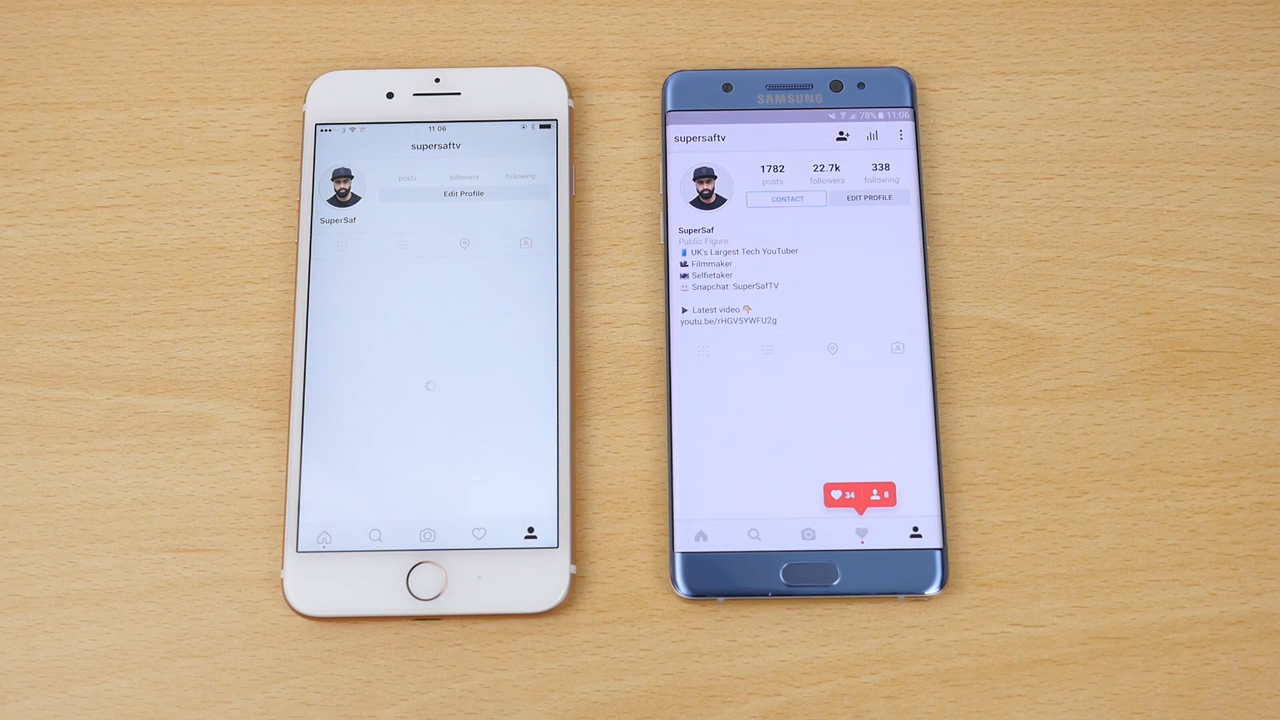 3
11.06
supersaftv
posts followers following
Edit Profile
SuperSaf
SAMSUNG
78% 11:06
supersaftv
1782 22.7k 338
posts followers following
CONTACT EDIT PROFILE
SuperSaf
Public Figure
UK's Largest Tech YouTuber
Filmmaker
Selfietaker
Snapchat: SuperSafTV
Latest video
youtu.be/rHGV5YWFU2g
34 8